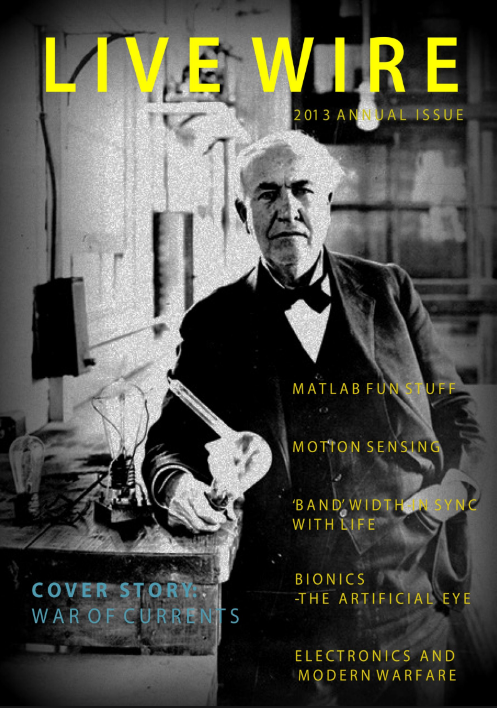 LIVE WIRE
2013 ANNUAL ISSUE
MATLAB FUN STUFF
MOTION SENSING
‘BAND’ WIDTH IN SYNC
WITH LIFE
BIONICS
-THE ARTIFICIAL EYE
COVER STORY:
WAR OF CURRENTS
ELECTRONICS AND
MODERN WARFARE